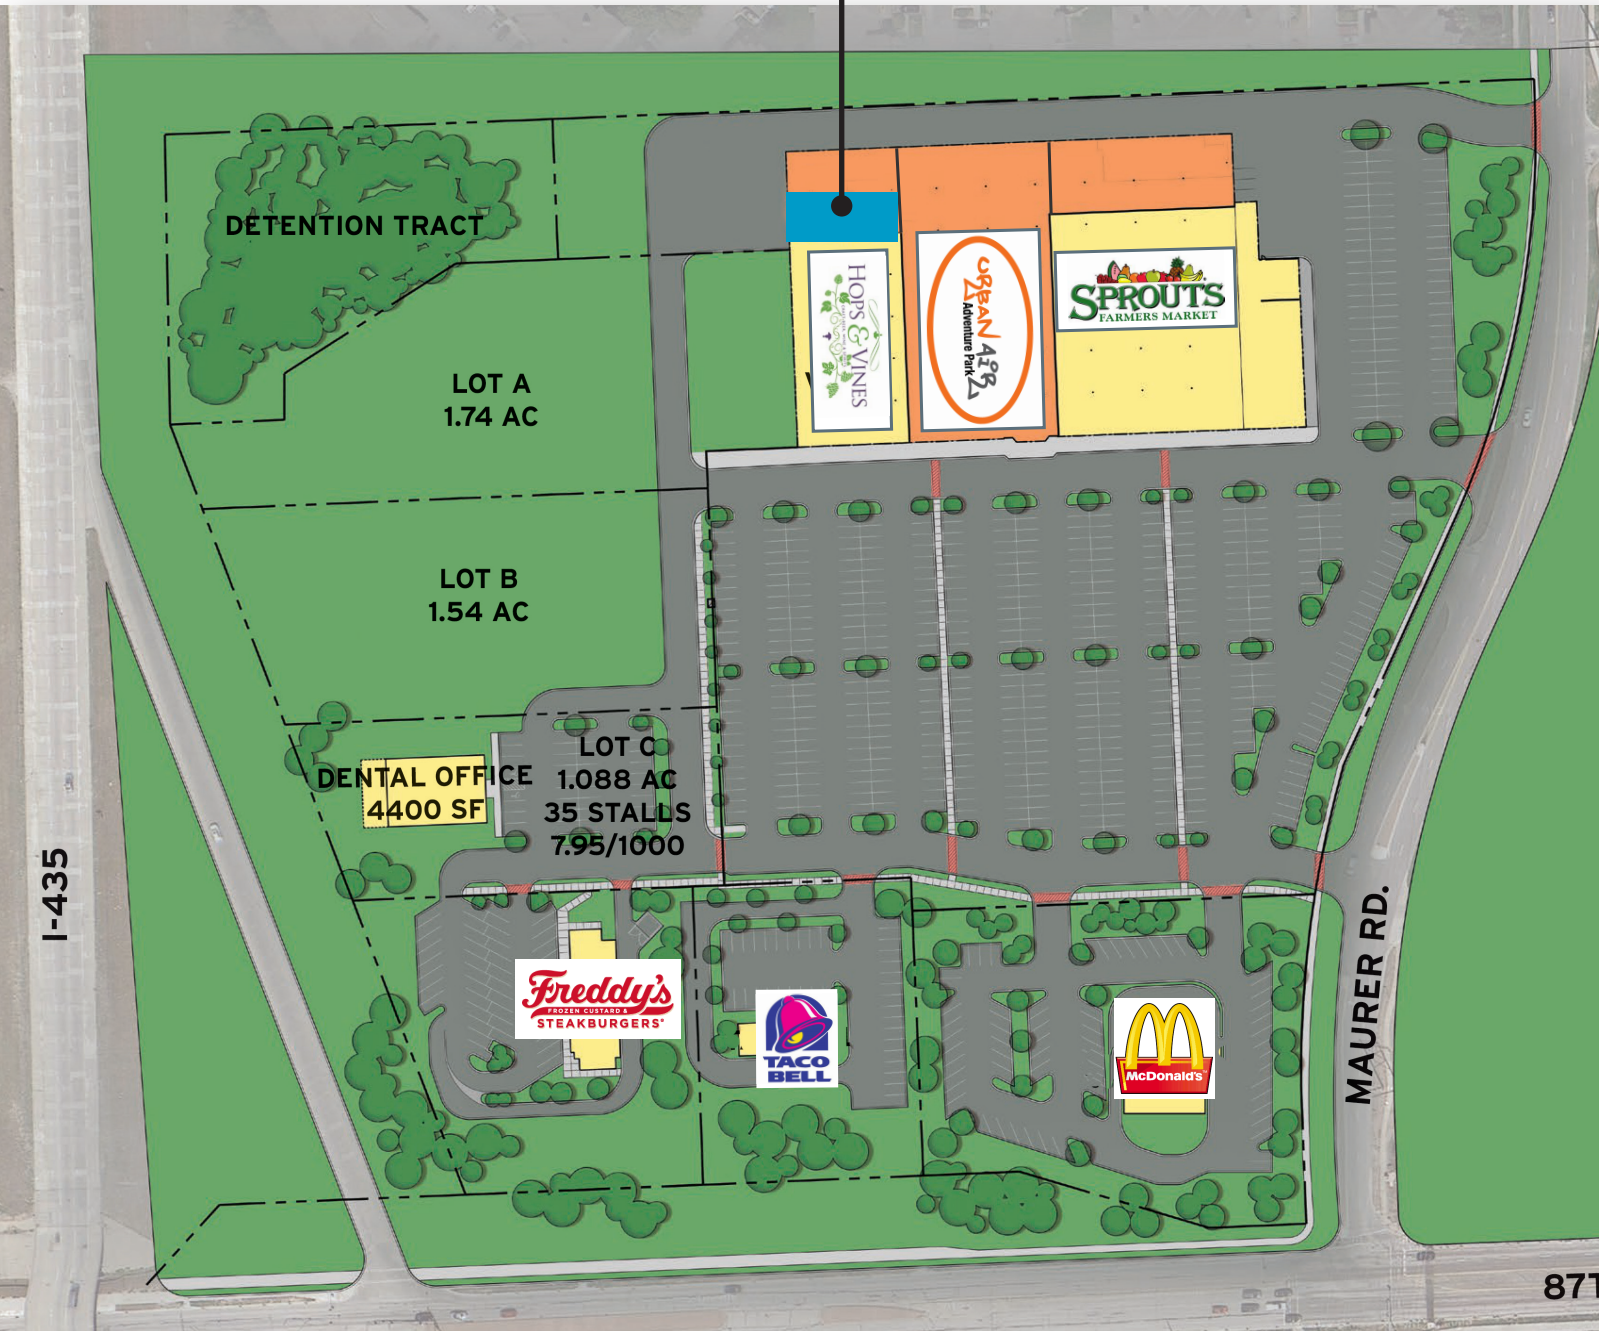 DETENTION TRACT
HOPS & VINES
URBAN AIR
Adventure Park
SPROUTS
FARMERS MARKET
LOT A
1.74 AC
LOT B
1.54 AC
LOT C
1.088 AC
35 STALLS
7.95/1000
DENTAL OFFICE
4400 SF
I-435
Freddy's
FROZEN CUSTARD &
STEAKBURGERS
TACO
BELL
McDonald's
MAURER RD.
87T